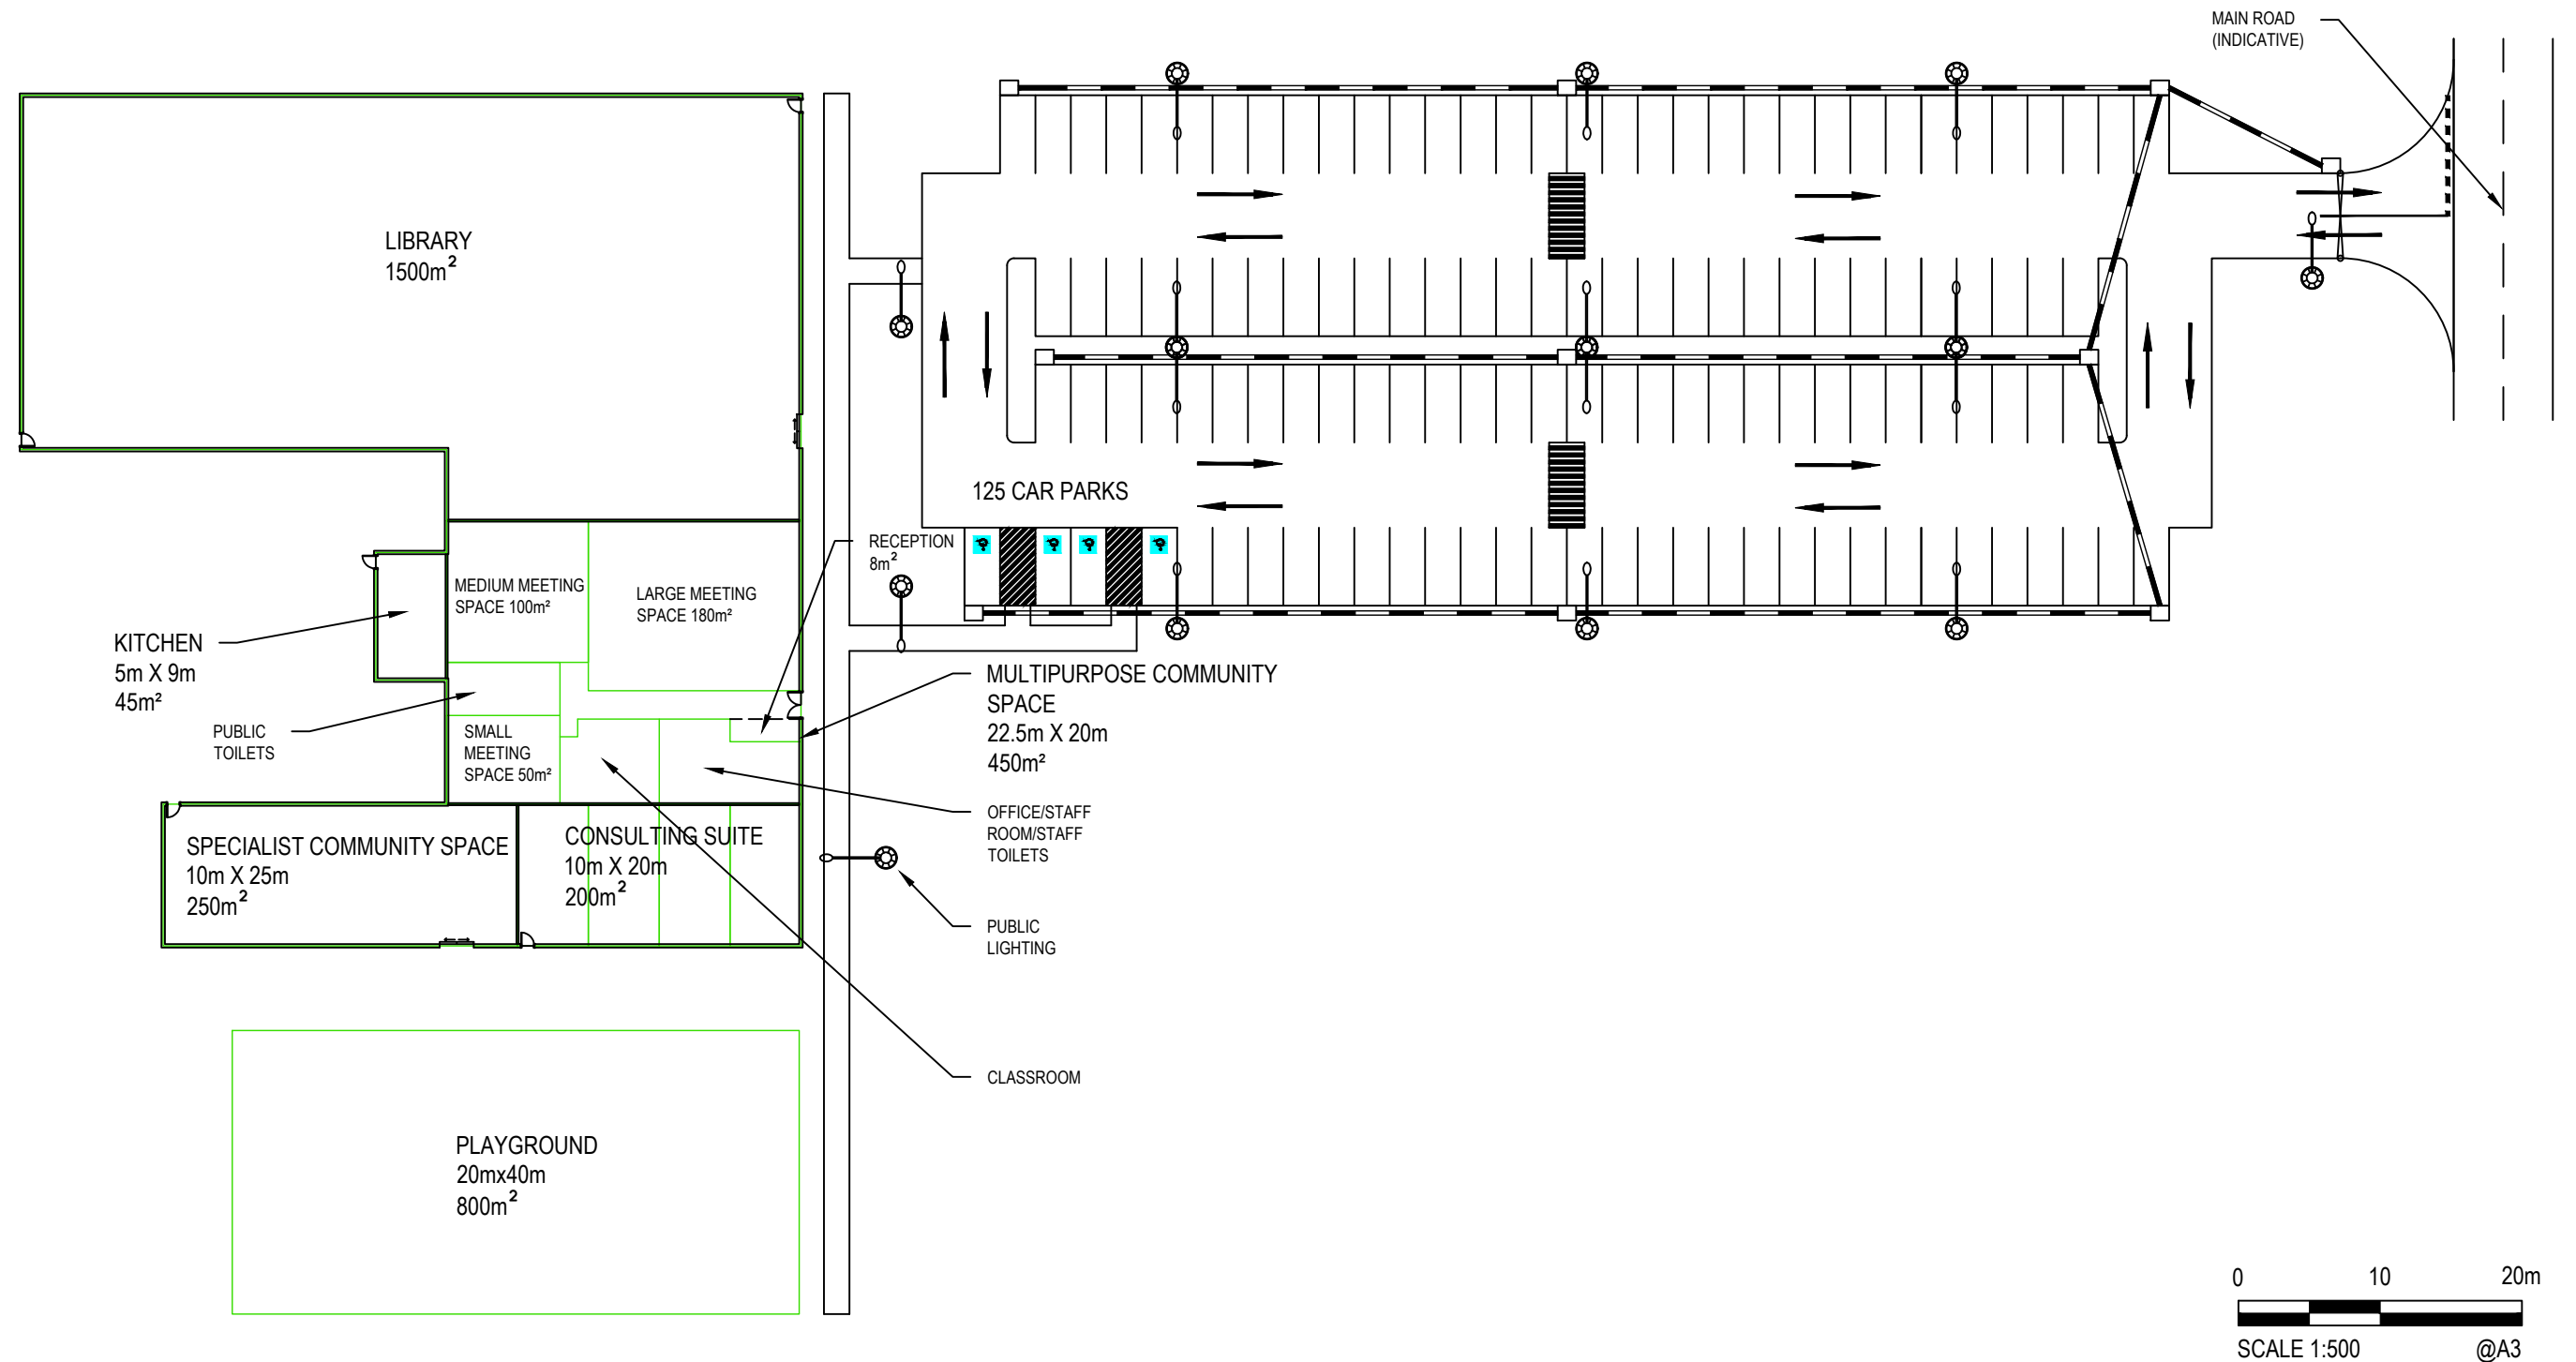 MAIN ROAD
(INDICATIVE)
LIBRARY
1500m²
125 CAR PARKS
RECEPTION
8m²
MEDIUM MEETING
SPACE 100m²
LARGE MEETING
SPACE 180m²
KITCHEN
5m X 9m
45m²
PUBLIC
TOILETS
SMALL
MEETING
SPACE 50m²
MULTIPURPOSE COMMUNITY
SPACE
22.5m X 20m
450m²
OFFICE/STAFF
ROOM/STAFF
TOILETS
SPECIALIST COMMUNITY SPACE
10m X 25m
250m²
CONSULTING SUITE
10m X 20m
200m²
PUBLIC
LIGHTING
CLASSROOM
PLAYGROUND
20mx40m
800m²
0 10 20m
SCALE 1:500 @A3